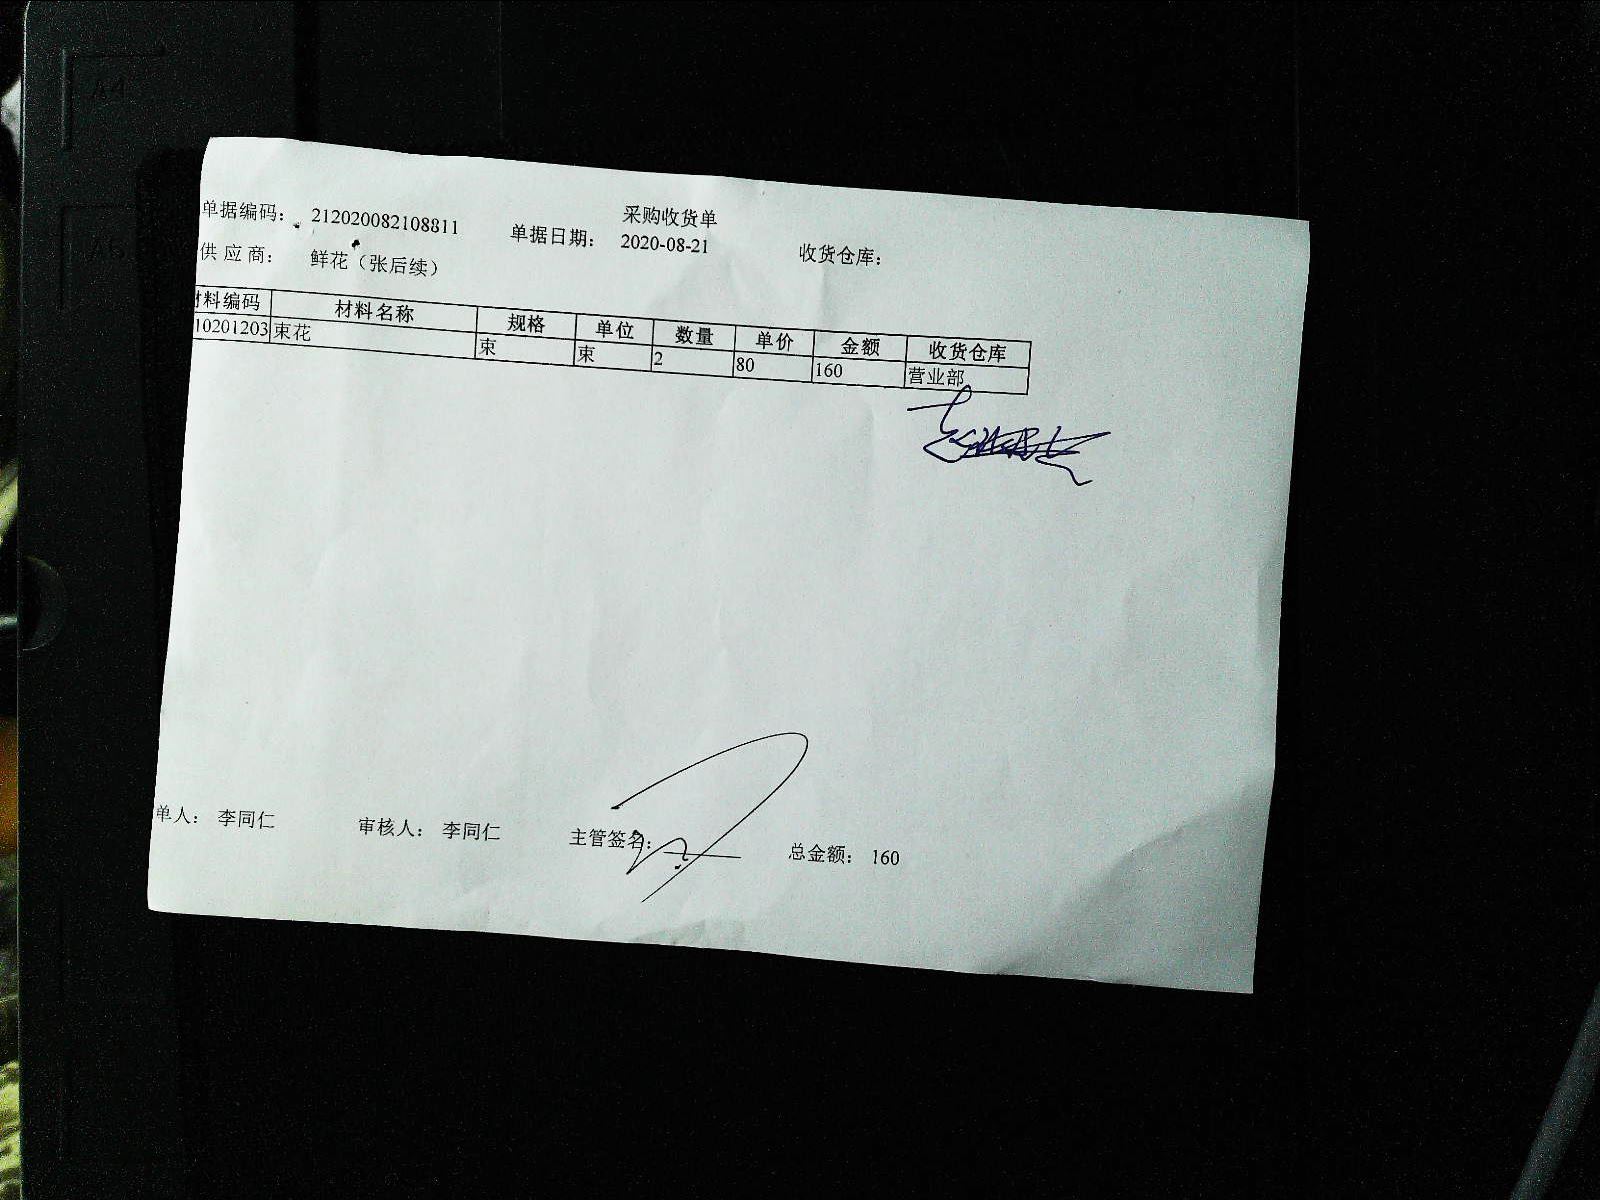 采购收货单
单据编码: 212020082108811 单据日期: 2020-08-21 收货仓库:
供应商: 鲜花（张后续）
材料编码 材料名称 规格 单位 数量 单价 金额 收货仓库
10201203 束花 束 束 2 80 160 营业部
单人: 李同仁 审核人: 李同仁 主管签名: 总金额: 160
A4
A5